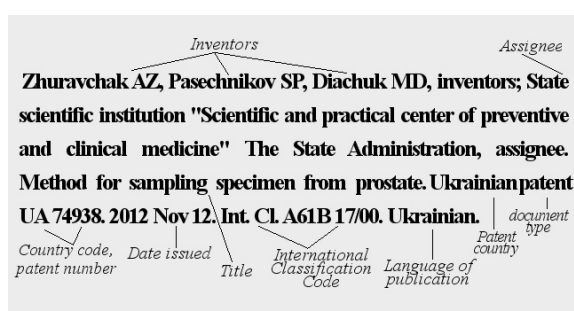 Inventors
Assignee
Zhuravchak AZ, Pasechnikov SP, Diachuk MD, inventors; State
scientific institution "Scientific and practical center of preventive
and clinical medicine" The State Administration, assignee.
Method for sampling specimen from prostate. Ukrainian patent
UA 74938. 2012 Nov 12. Int. Cl. A61B 17/00. Ukrainian.
Country code,
patent number
Date issued
Title
International
Classification
Code
Language of
publication
Patent
country
document
type